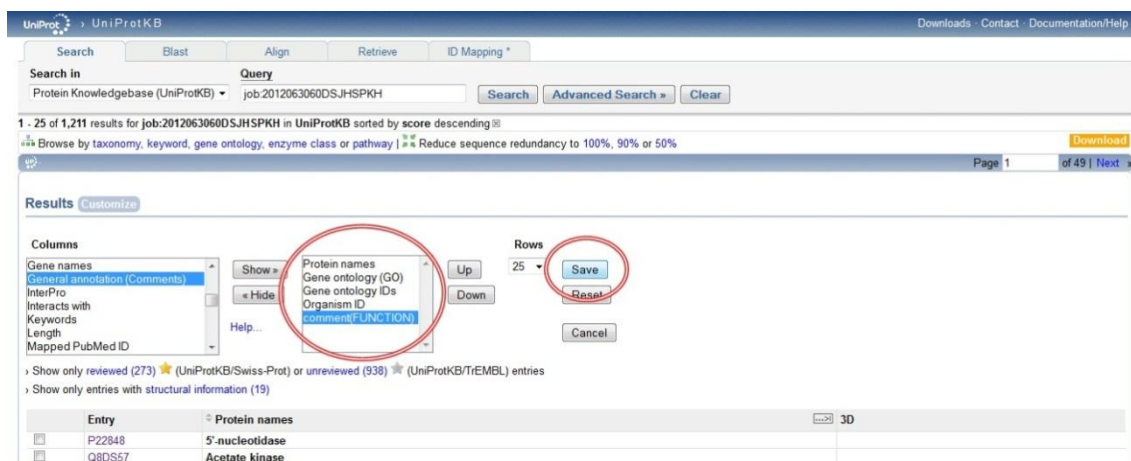 UniProt › UniProtKB Downloads · Contact · Documentation/Help
Search Blast Align Retrieve ID Mapping *
Search in Query
Protein Knowledgebase (UniProtKB) job:2012063060DSJHSPKH Search Advanced Search » Clear
1 - 25 of 1,211 results for job:2012063060DSJHSPKH in UniProtKB sorted by score descending
Browse by taxonomy, keyword, gene ontology, enzyme class or pathway | Reduce sequence redundancy to 100%, 90% or 50% Download
Page 1 of 49 | Next »
Results Customize
Columns Rows
Gene names Show » Protein names Up 25 Save
General annotation (Comments) Gene ontology (GO)
InterPro « Hide Gene ontology IDs Down Reset
Interacts with Organism ID
Keywords comment(FUNCTION)
Length Help... Cancel
Mapped PubMed ID
› Show only reviewed (273) (UniProtKB/Swiss-Prot) or unreviewed (938) (UniProtKB/TrEMBL) entries
› Show only entries with structural information (19)
Entry Protein names 3D
P22848 5'-nucleotidase
Q8DS57 Acetate kinase